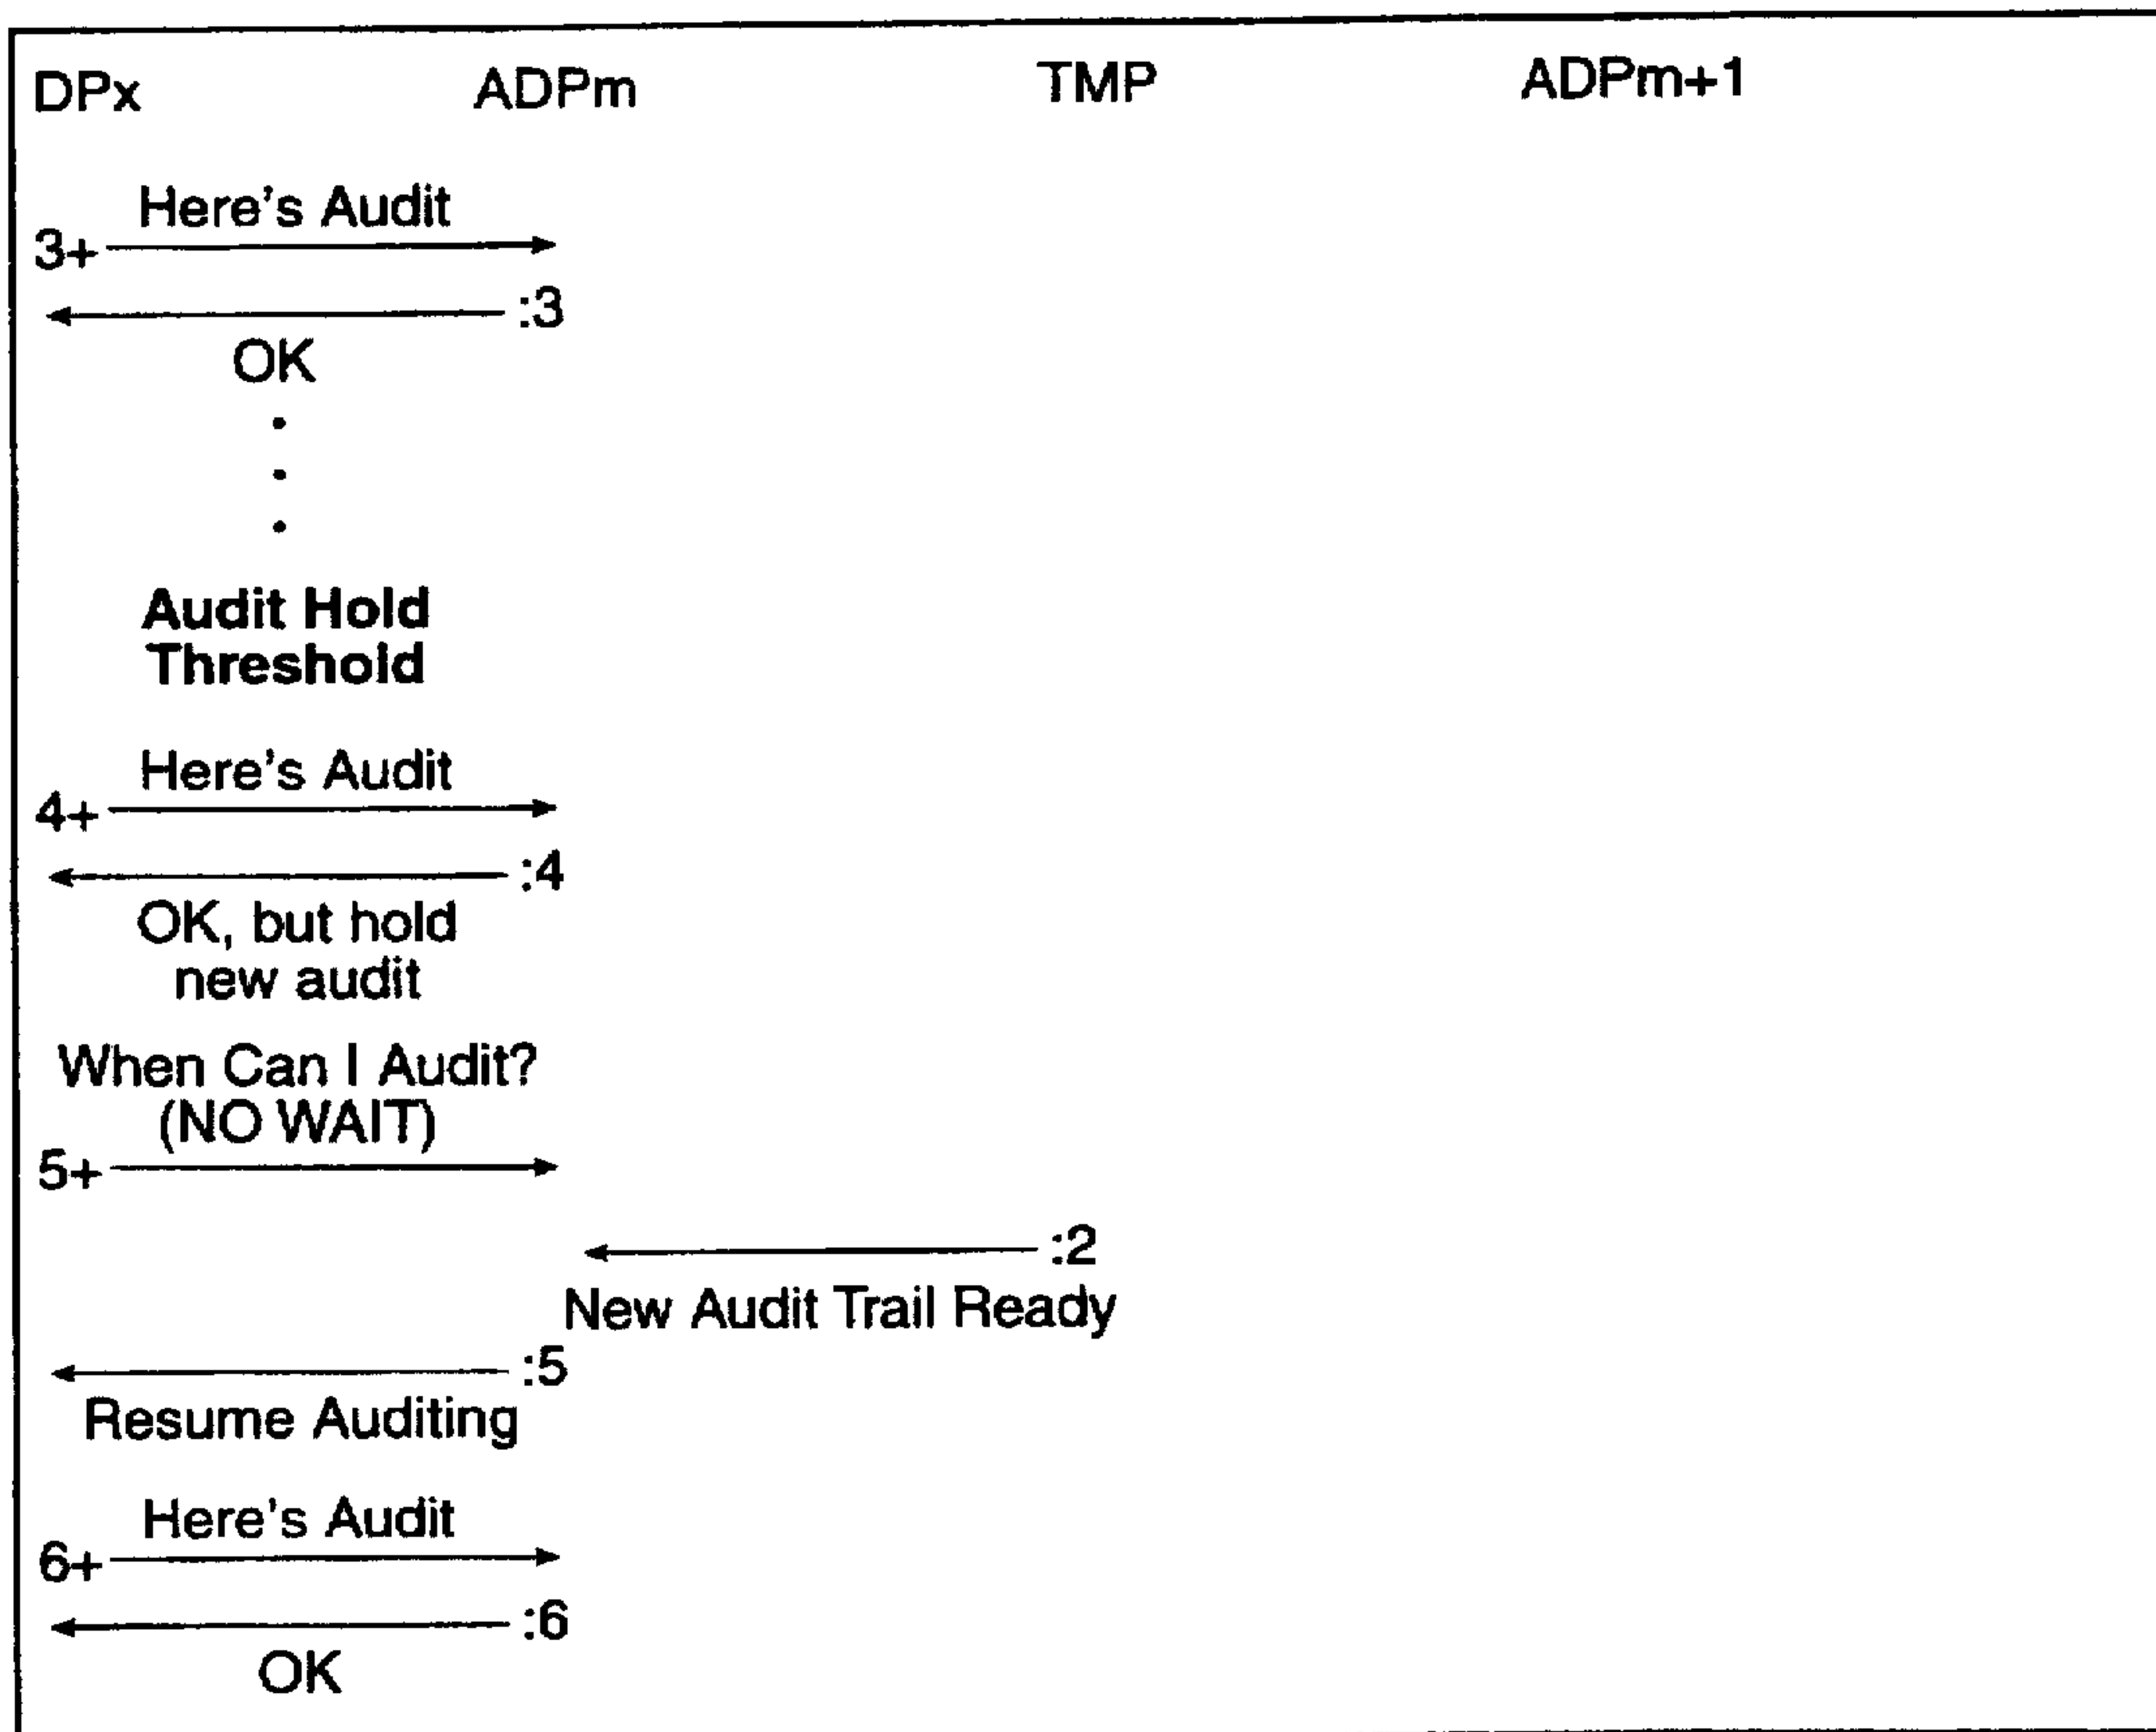 DPx ADPm TMP ADPm+1
Here's Audit
3+
:3
OK
Audit Hold
Threshold
Here's Audit
4+
:4
OK, but hold
new audit
When Can I Audit?
(NO WAIT)
5+
:2
New Audit Trail Ready
:5
Resume Auditing
Here's Audit
6+
:6
OK